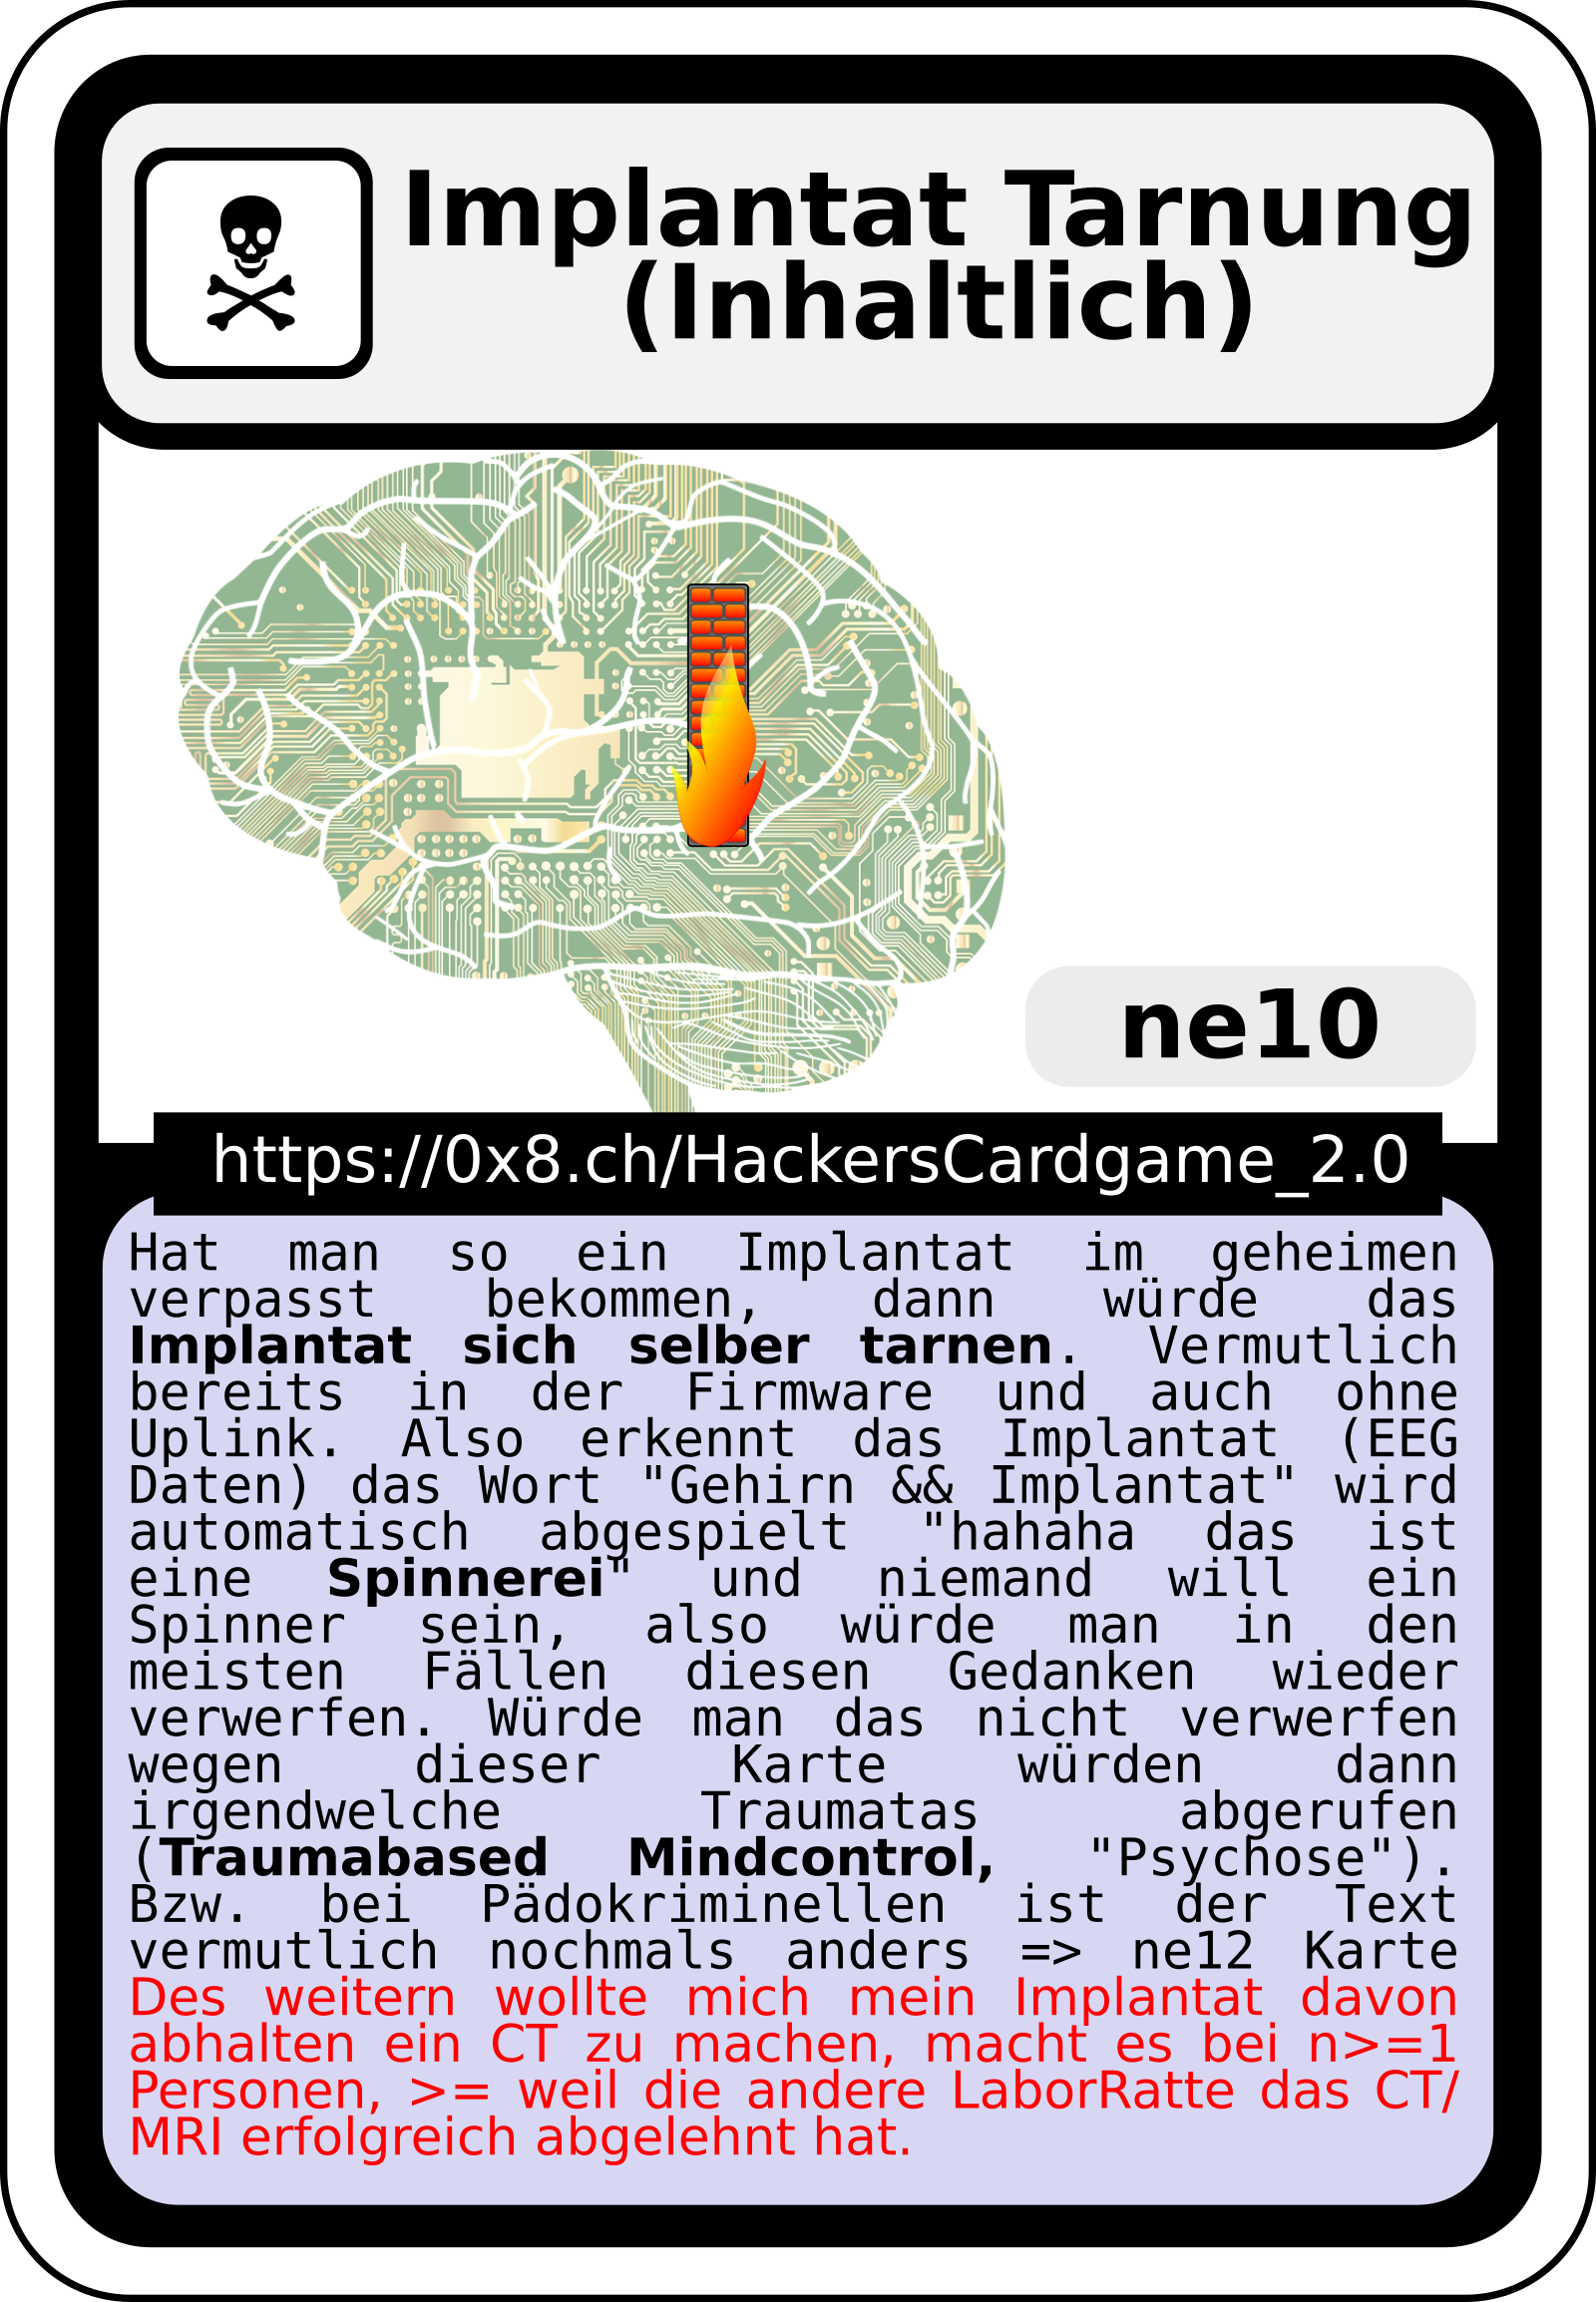 Implantat Tarnung
(Inhaltlich)
ne10
https://0x8.ch/HackersCardgame_2.0
Hat man so ein Implantat im geheimen
verpasst bekommen, dann würde das
Implantat sich selber tarnen. Vermutlich
bereits in der Firmware und auch ohne
Uplink. Also erkennt das Implantat (EEG
Daten) das Wort "Gehirn && Implantat" wird
automatisch abgespielt "hahaha das ist
eine Spinnerei" und niemand will ein
Spinner sein, also würde man in den
meisten Fällen diesen Gedanken wieder
verwerfen. Würde man das nicht verwerfen
wegen dieser Karte würden dann
irgendwelche Traumatas abgerufen
(Traumabased Mindcontrol, "Psychose").
Bzw. bei Pädokriminellen ist der Text
vermutlich nochmals anders => ne12 Karte
Des weitern wollte mich mein Implantat davon
abhalten ein CT zu machen, macht es bei n>=1
Personen, >= weil die andere LaborRatte das CT/
MRI erfolgreich abgelehnt hat.